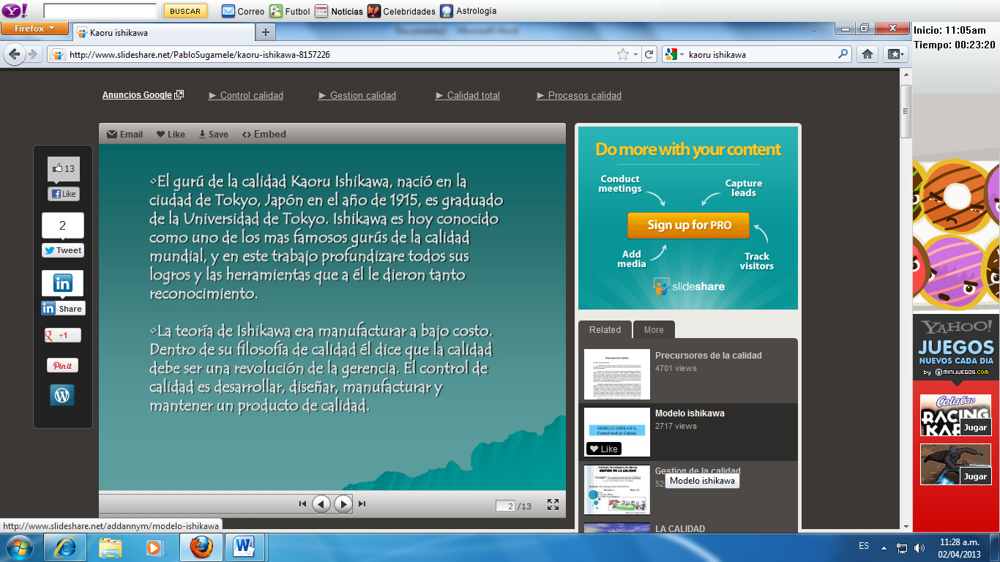 Y! BUSCAR Correo Futbol Noticias Celebridades Astrología
Firefox Kaoru ishikawa
Inicio: 11:05am
Tiempo: 00:23:20
http://www.slideshare.net/PabloSugamele/kaoru-ishikawa-8157226 kaoru ishikawa
Anuncios Google ► Control calidad ► Gestion calidad ► Calidad total ► Procesos calidad
Email Like Save Embed
13
Like
2
Tweet
in
in Share
+1
Pin it
•El gurú de la calidad Kaoru Ishikawa, nació en la
ciudad de Tokyo, Japón en el año de 1915, es graduado
de la Universidad de Tokyo. Ishikawa es hoy conocido
como uno de los mas famosos gurús de la calidad
mundial, y en este trabajo profundizare todos sus
logros y las herramientas que a él le dieron tanto
reconocimiento.
•La teoría de Ishikawa era manufacturar a bajo costo.
Dentro de su filosofía de calidad él dice que la calidad
debe ser una revolución de la gerencia. El control de
calidad es desarrollar, diseñar, manufacturar y
mantener un producto de calidad.
2 /13
Do more with your content
Conduct
meetings
Capture
leads
Sign up for PRO
Add
media
Track
visitors
slideshare
Related More
Precursores de la calidad
4701 views
Modelo ishikawa
2717 views
MODELO ISHIKAWA,
Control total de Calidad.
Like
Gestion de la calidad
Modelo ishikawa
GESTIÓN DE LA CALIDAD
LA CALIDAD
YAHOO!
JUEGOS
NUEVOS CADA DIA
by MINIJUEGOS.COM
ColaCao
RACING
KAR
Jugar
Jugar
http://www.slideshare.net/addannym/modelo-ishikawa
ES 11:28 a.m.
02/04/2013